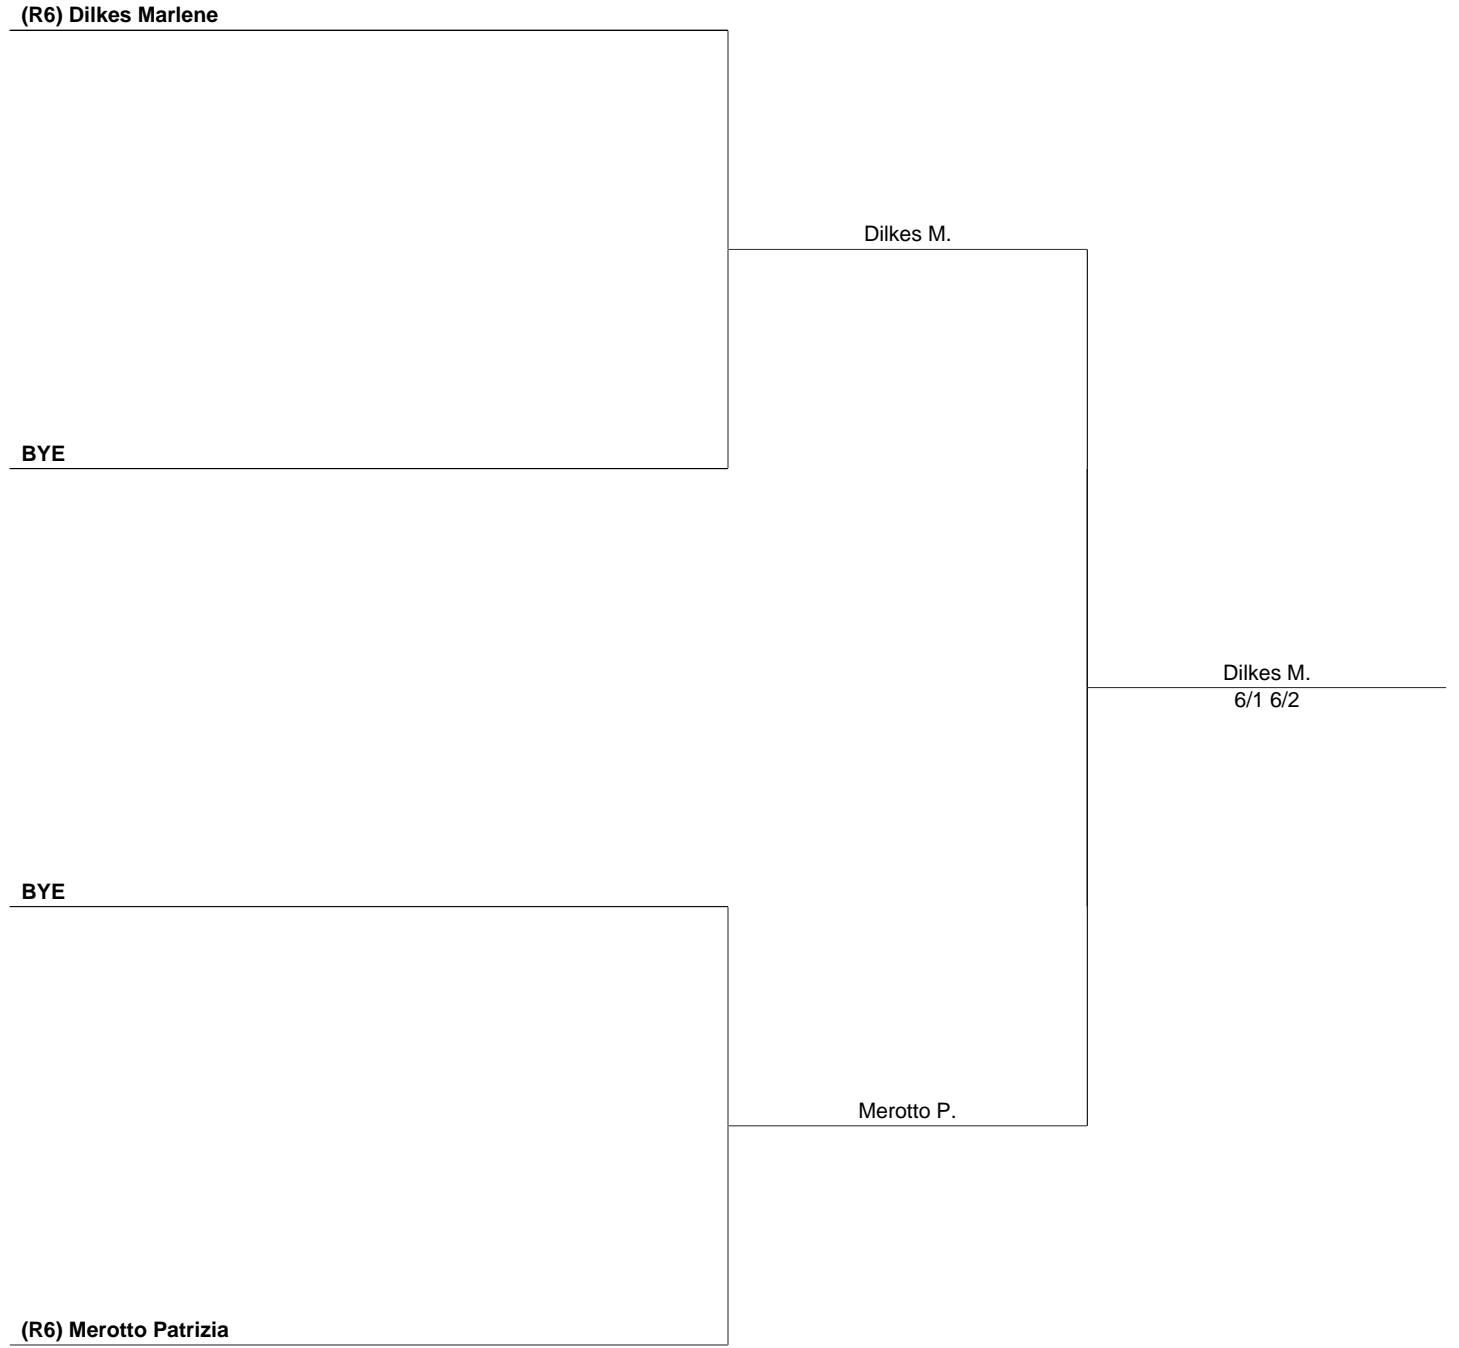 (R6) Dilkes Marlene
Dilkes M.
BYE
Dilkes M.
6/1 6/2
BYE
Merotto P.
(R6) Merotto Patrizia